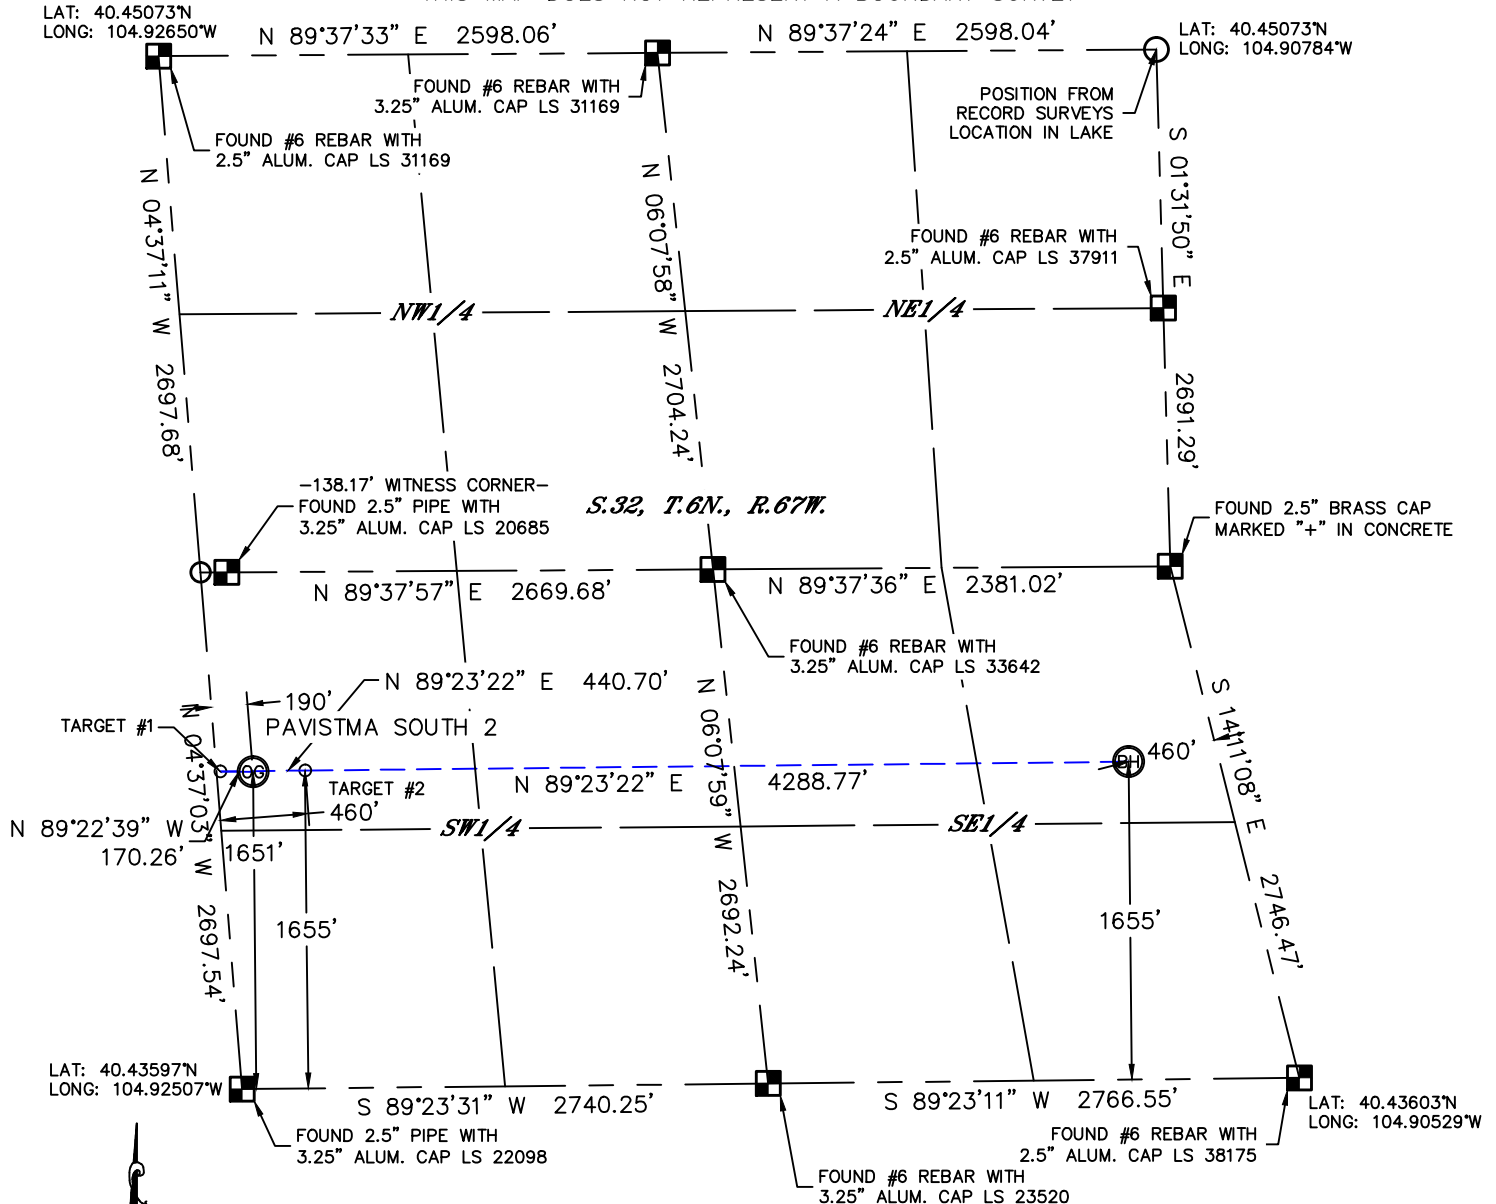 LAT: 40.45073°N
LONG: 104.92650°W
N 89°37'33" E 2598.06'
N 89°37'24" E 2598.04'
LAT: 40.45073°N
LONG: 104.90784°W
FOUND #6 REBAR WITH
3.25" ALUM. CAP LS 31169
POSITION FROM
RECORD SURVEYS
LOCATION IN LAKE
FOUND #6 REBAR WITH
2.5" ALUM. CAP LS 31169
N 04°37'11" W 2697.68'
N 06°07'58" W 2704.24'
S 01°31'50" E 2691.29'
FOUND #6 REBAR WITH
2.5" ALUM. CAP LS 37911
NW1/4
NE1/4
-138.17' WITNESS CORNER-
FOUND 2.5" PIPE WITH
3.25" ALUM. CAP LS 20685
S.32, T.6N., R.67W.
FOUND 2.5" BRASS CAP
MARKED "+" IN CONCRETE
N 89°37'57" E 2669.68'
N 89°37'36" E 2381.02'
FOUND #6 REBAR WITH
3.25" ALUM. CAP LS 33642
N 89°23'22" E 440.70'
190'
TARGET #1
PAVISTMA SOUTH 2
N 04°37'03" W 2697.54'
N 06°07'59" W 2692.24'
S 14°11'08" E 2746.47'
OG
BH
460'
TARGET #2
N 89°23'22" E 4288.77'
460'
N 89°22'39" W
170.26'
SW1/4
SE1/4
1651'
1655'
1655'
LAT: 40.43597°N
LONG: 104.92507°W
S 89°23'31" W 2740.25'
S 89°23'11" W 2766.55'
LAT: 40.43603°N
LONG: 104.90529°W
FOUND 2.5" PIPE WITH
3.25" ALUM. CAP LS 22098
FOUND #6 REBAR WITH
2.5" ALUM. CAP LS 38175
FOUND #6 REBAR WITH
3.25" ALUM. CAP LS 23520